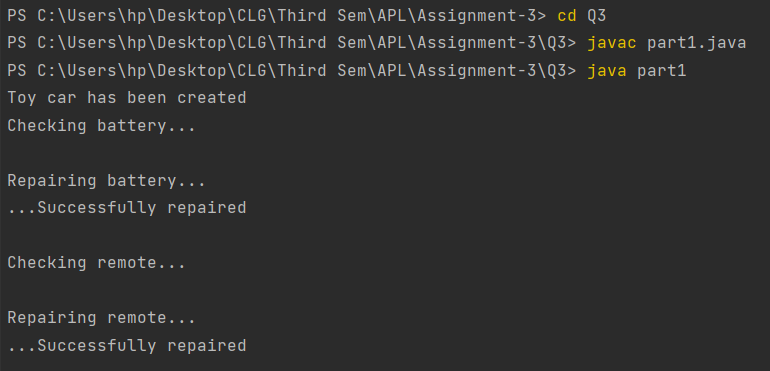 PS C:\Users\hp\Desktop\CLG\Third Sem\APL\Assignment-3> cd Q3
PS C:\Users\hp\Desktop\CLG\Third Sem\APL\Assignment-3\Q3> javac part1.java
PS C:\Users\hp\Desktop\CLG\Third Sem\APL\Assignment-3\Q3> java part1
Toy car has been created
Checking battery...
Repairing battery...
...Successfully repaired
Checking remote...
Repairing remote...
...Successfully repaired